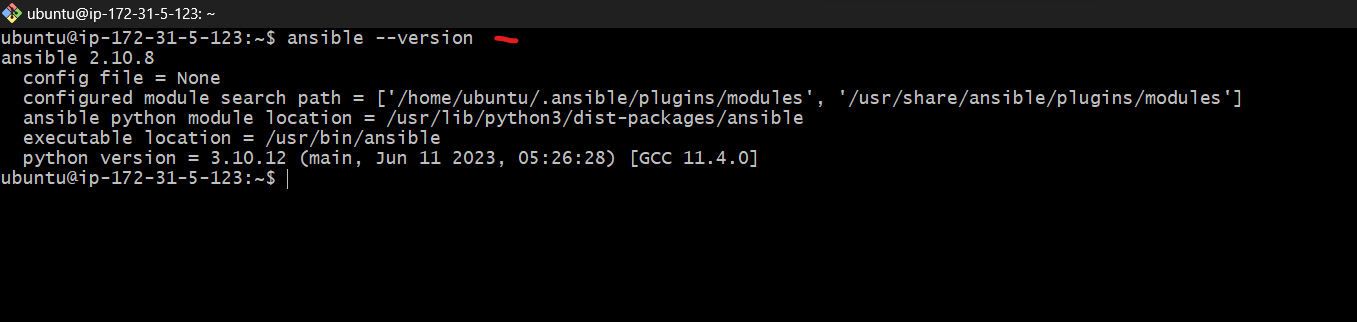 ubuntu@ip-172-31-5-123: ~
ubuntu@ip-172-31-5-123:~$ ansible --version
ansible 2.10.8
  config file = None
  configured module search path = ['/home/ubuntu/.ansible/plugins/modules', '/usr/share/ansible/plugins/modules']
  ansible python module location = /usr/lib/python3/dist-packages/ansible
  executable location = /usr/bin/ansible
  python version = 3.10.12 (main, Jun 11 2023, 05:26:28) [GCC 11.4.0]
ubuntu@ip-172-31-5-123:~$